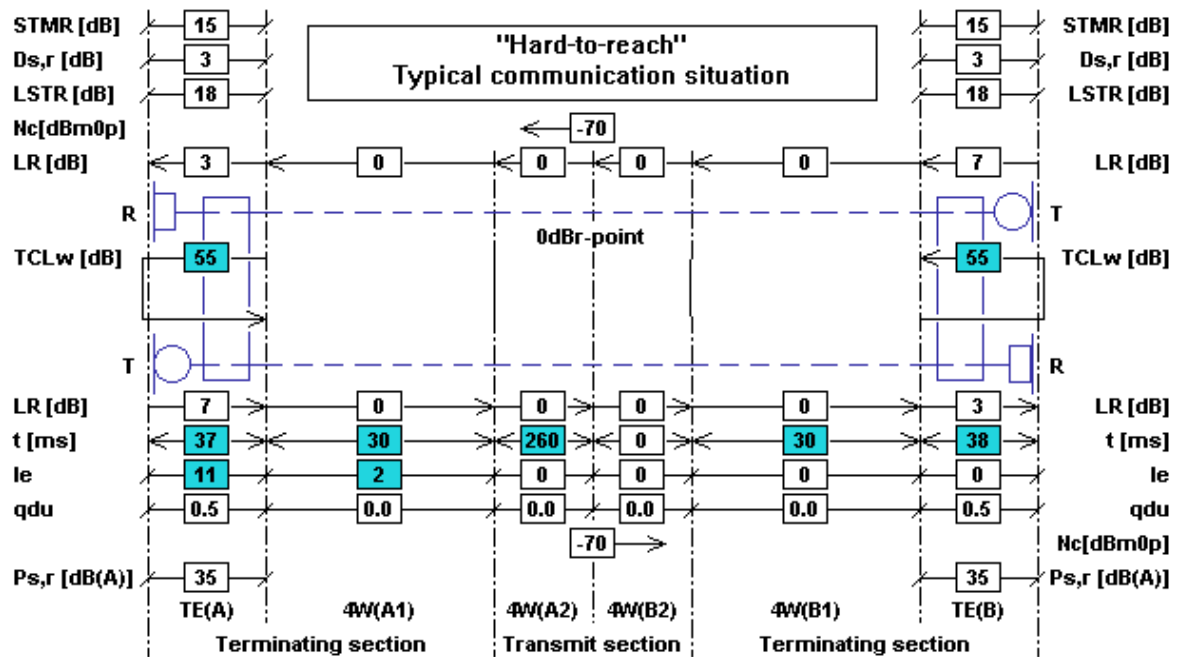 STMR [dB] 15 15 STMR [dB]
"Hard-to-reach"
Typical communication situation
Ds,r [dB] 3 3 Ds,r [dB]
LSTR [dB] 18 18 LSTR [dB]
Nc[dBm0p] -70
LR [dB] 3 0 0 0 0 7 LR [dB]
R T
0dBr-point
TCLw [dB] 55 55 TCLw [dB]
T R
LR [dB] 7 0 0 0 0 3 LR [dB]
t [ms] 37 30 260 0 30 38 t [ms]
Ie 11 2 0 0 0 0 Ie
qdu 0.5 0.0 0.0 0.0 0.0 0.5 qdu
-70 Nc[dBm0p]
Ps,r [dB(A)] 35 35 Ps,r [dB(A)]
TE(A) 4W(A1) 4W(A2) 4W(B2) 4W(B1) TE(B)
Terminating section Transmit section Terminating section